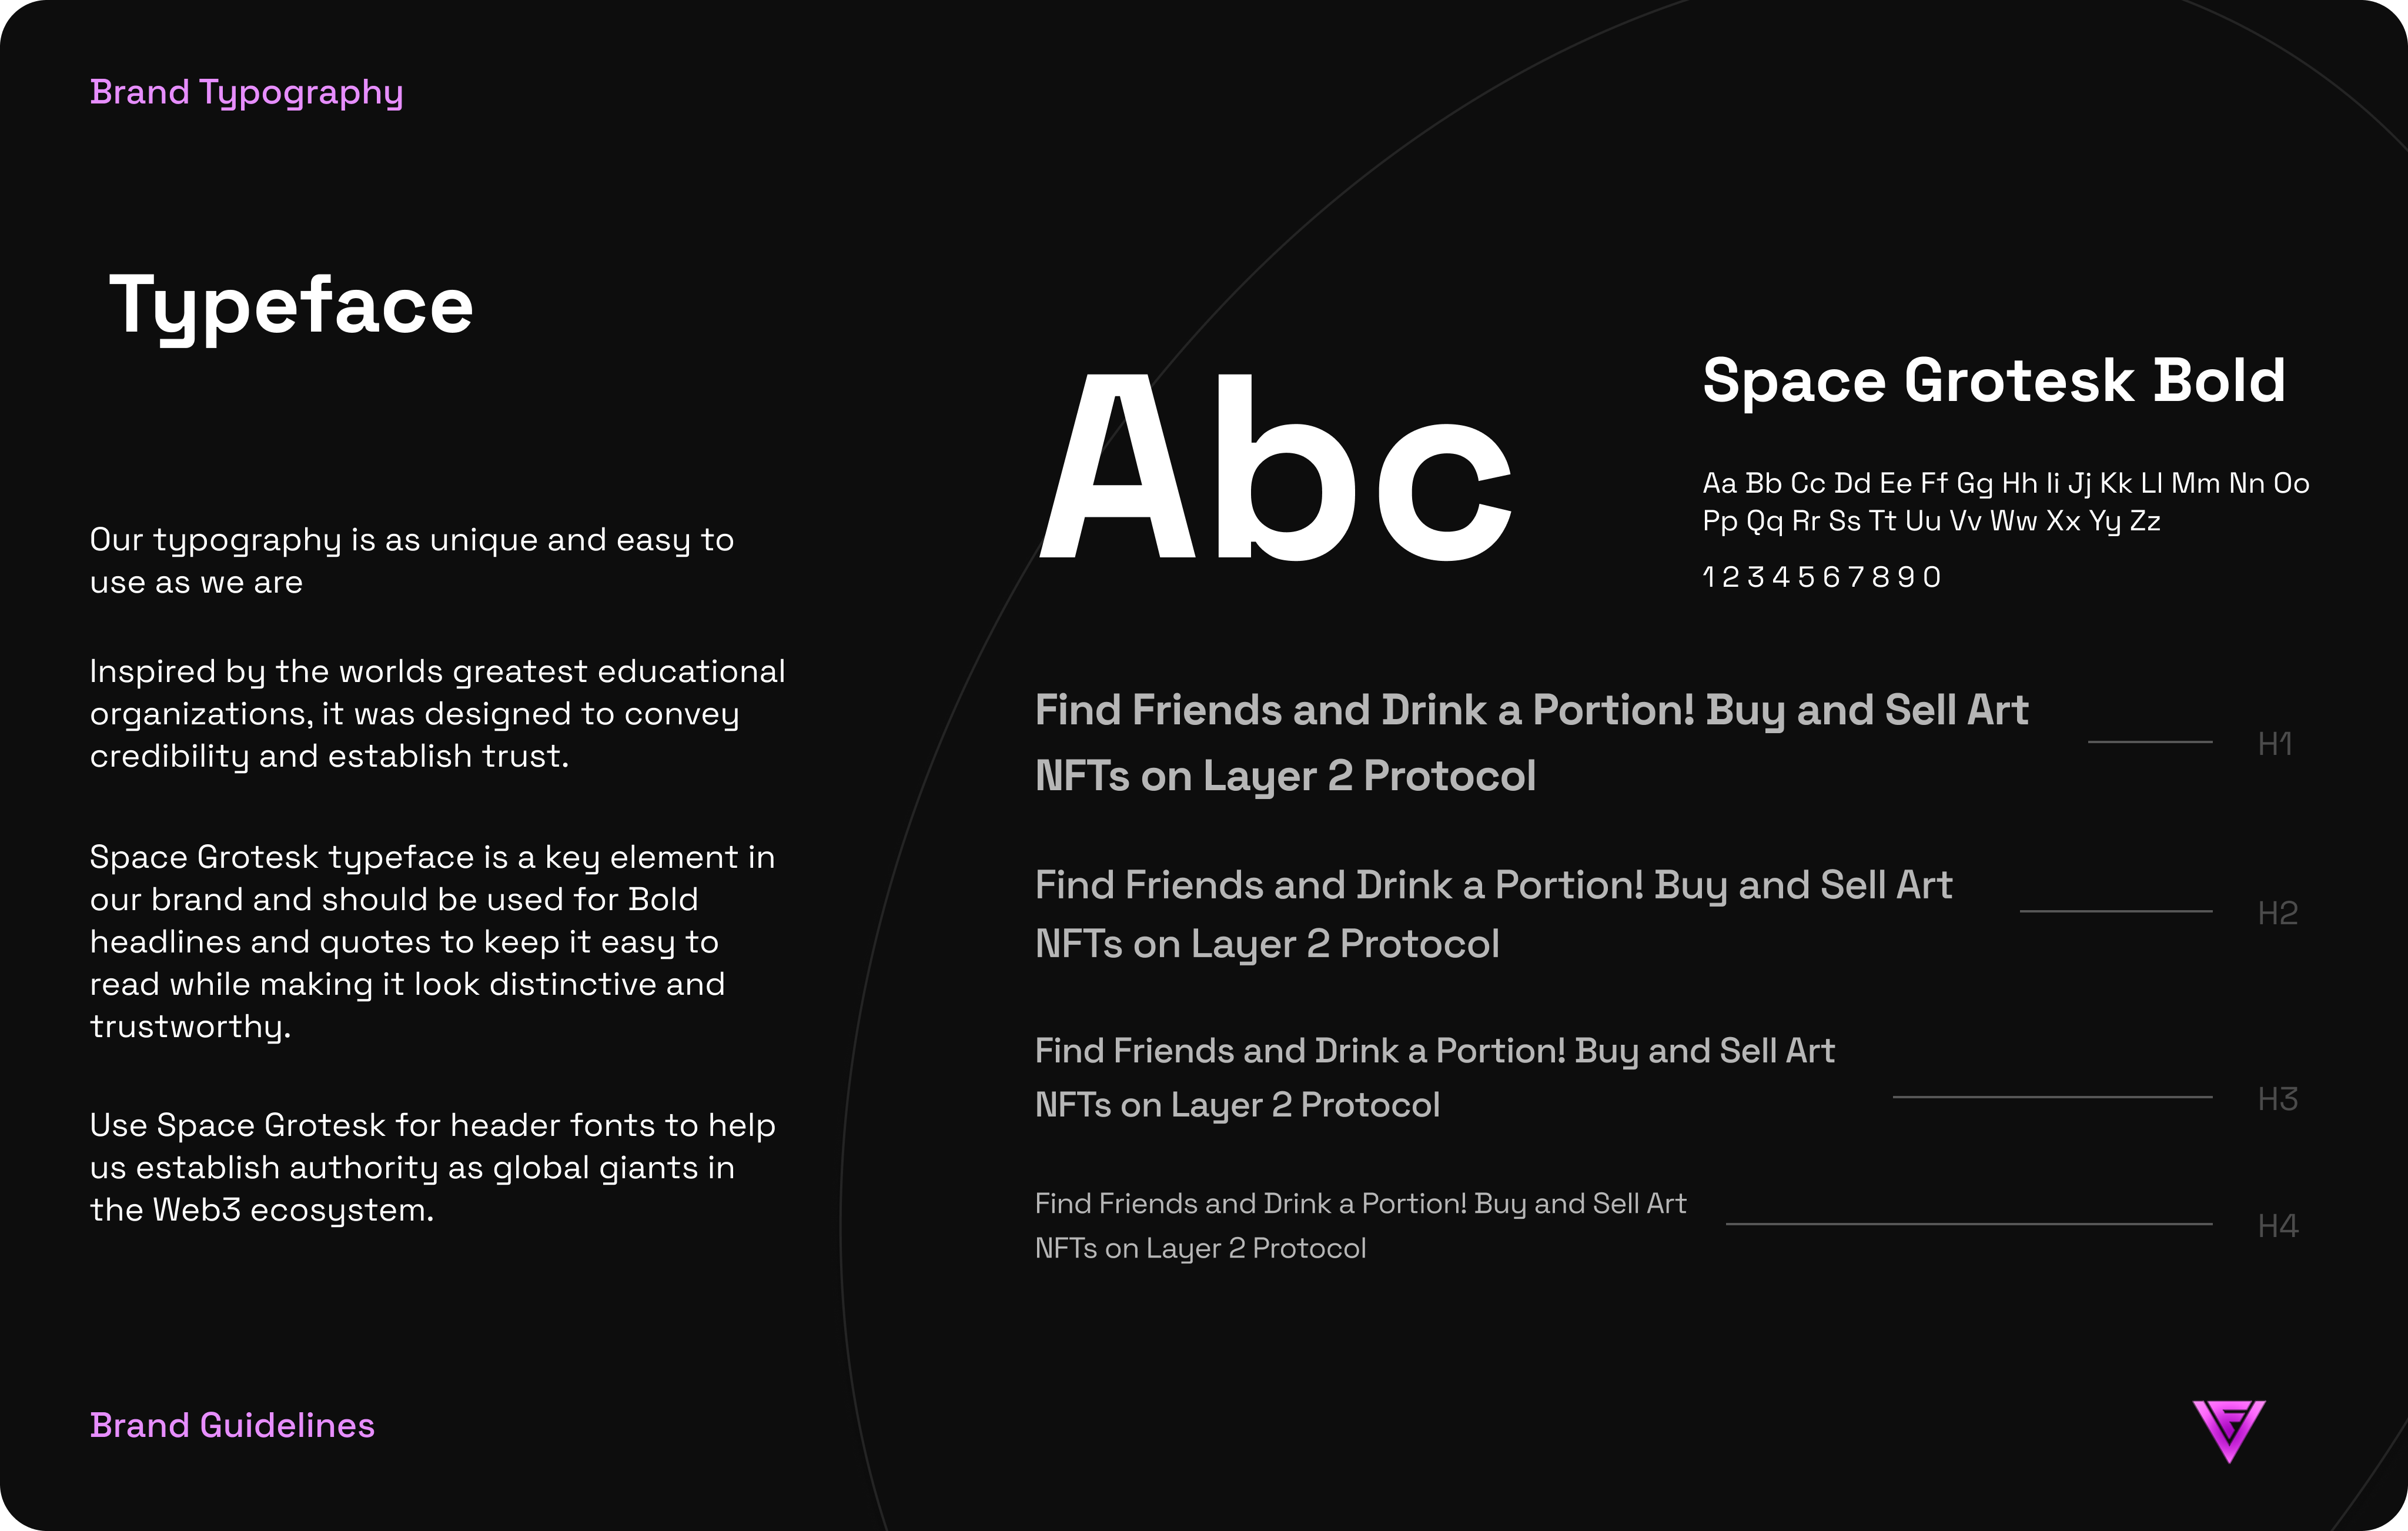 Brand Typography
Typeface
Our typography is as unique and easy to
use as we are
Inspired by the worlds greatest educational
organizations, it was designed to convey
credibility and establish trust.
Space Grotesk typeface is a key element in
our brand and should be used for Bold
headlines and quotes to keep it easy to
read while making it look distinctive and
trustworthy.
Use Space Grotesk for header fonts to help
us establish authority as global giants in
the Web3 ecosystem.
Abc
Space Grotesk Bold
Aa Bb Cc Dd Ee Ff Gg Hh Ii Jj Kk Ll Mm Nn Oo
Pp Qq Rr Ss Tt Uu Vv Ww Xx Yy Zz
1 2 3 4 5 6 7 8 9 0
Find Friends and Drink a Portion! Buy and Sell Art
NFTs on Layer 2 Protocol
H1
Find Friends and Drink a Portion! Buy and Sell Art
NFTs on Layer 2 Protocol
H2
Find Friends and Drink a Portion! Buy and Sell Art
NFTs on Layer 2 Protocol
H3
Find Friends and Drink a Portion! Buy and Sell Art
NFTs on Layer 2 Protocol
H4
Brand Guidelines